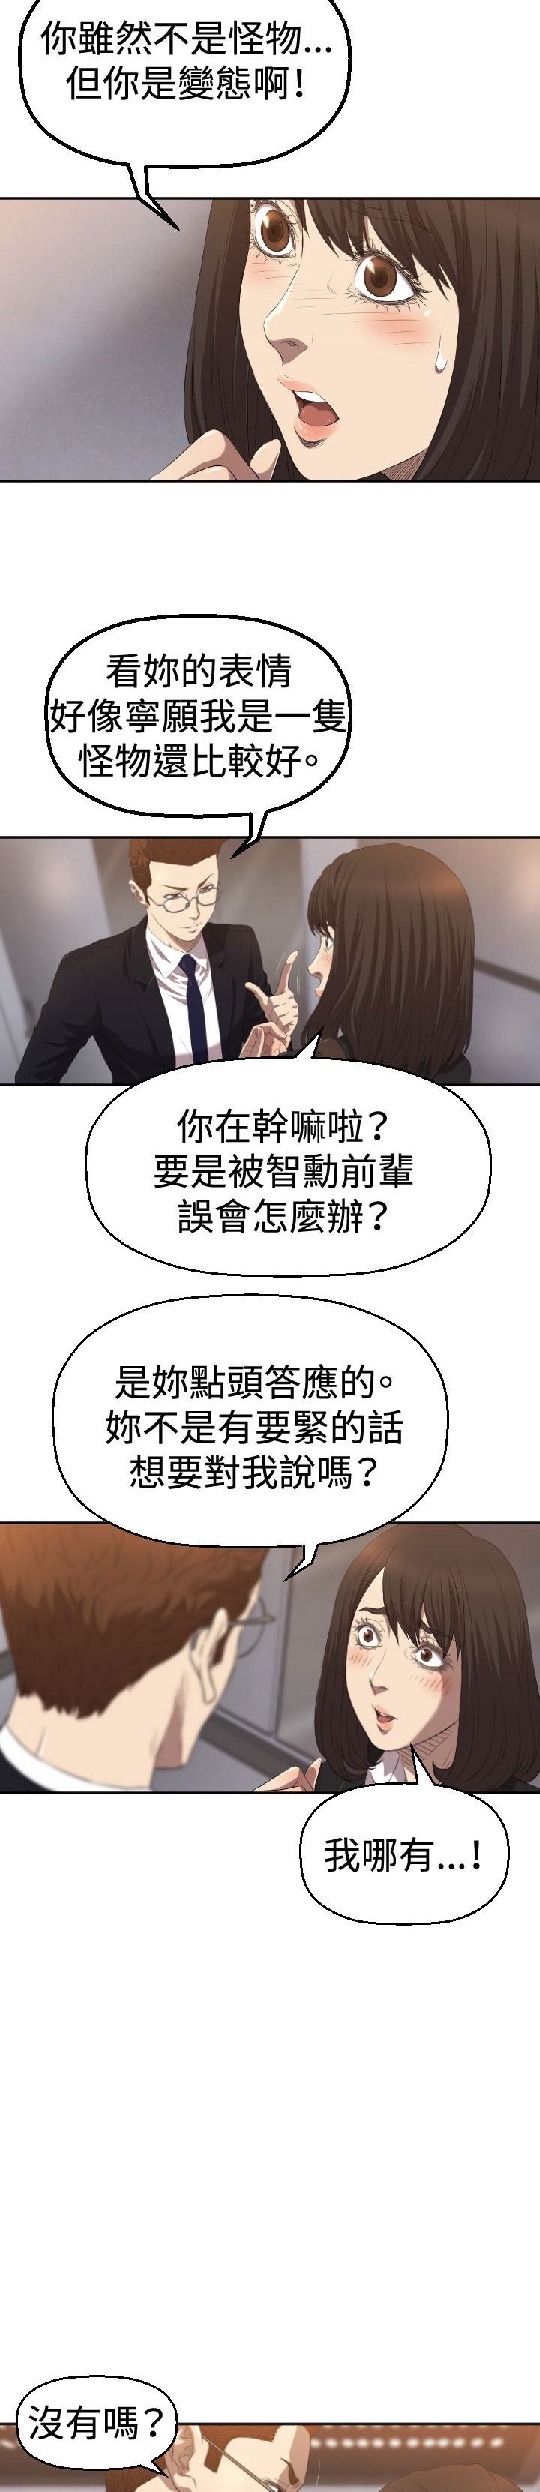 你雖然不是怪物...
但你是變態啊!
看妳的表情
好像寧願我是一隻
怪物還比較好。
你在幹嘛啦?
要是被智勳前輩
誤會怎麼辦?
是妳點頭答應的。
妳不是有要緊的話
想要對我說嗎?
我哪有...!
沒有嗎?